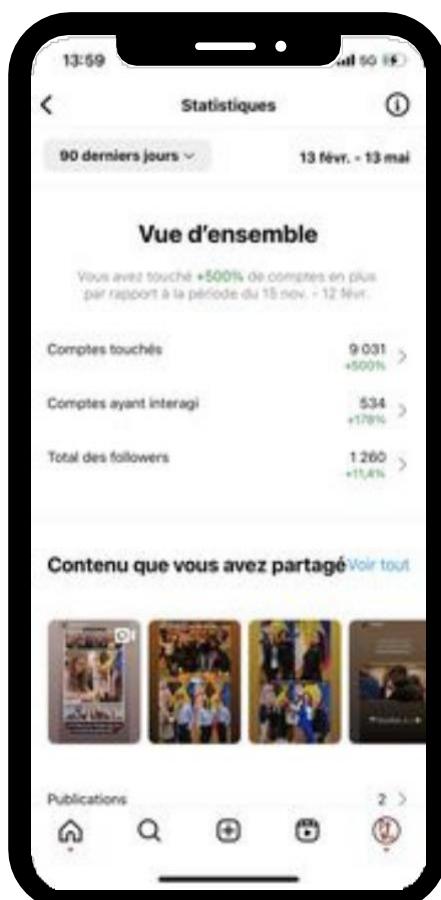 13:59
5G
Statistiques
90 derniers jours
13 févr. - 13 mai
Vue d'ensemble
Vous avez touché +500% de comptes en plus
par rapport à la période du 15 nov. - 12 févr.
Comptes touchés
9 031
+500%
Comptes ayant interagi
534
+178%
Total des followers
1 260
+11,4%
Contenu que vous avez partagé
Voir tout
Publications
2